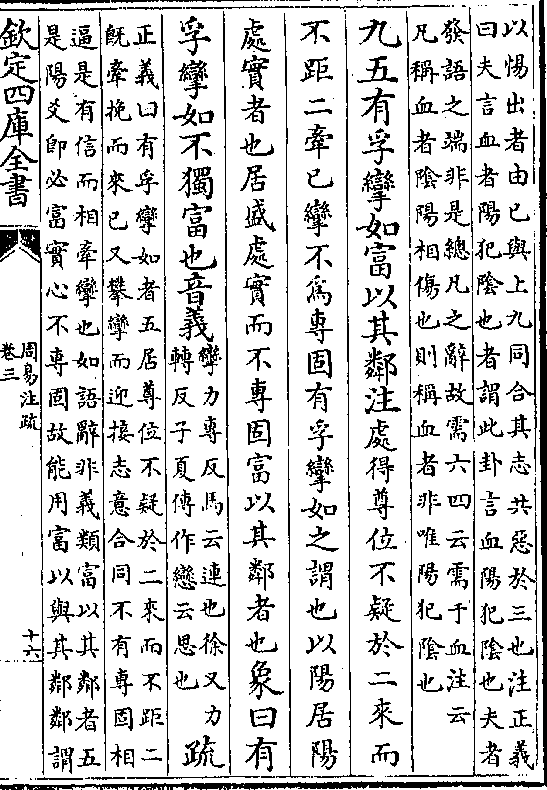 以惕出者由已與上九同合其志共惡於三也注正義
曰夫言血者陽犯陰也者謂此卦言血陽犯陰也夫者
發語之端非是總凡之辭故需六四云需于血注云
凡稱血者陰陽相傷也則稱血者非唯陽犯陰也
九五有孚攣如富以其鄰注處得尊位不疑於二來而
不距二牽已攣不爲專固有孚攣如之謂也以陽居陽
處實者也居盛處實而不專固富以其鄰者也象曰有
孚攣如不獨富也音義攣力專反馬云連也徐又力
轉反子夏傳作戀云思也疏
正義曰有孚攣如者五居尊位不疑於二來而不距二
既牽挽而來已又攀攣而迎接志意合同不有專固相
逼是有信而相牽攣也如語辭非義類富以其鄰者五
是陽爻即必富實心不專固故能用富以與其鄰鄰謂
欽定四庫全書
周易注疏
卷三
十六